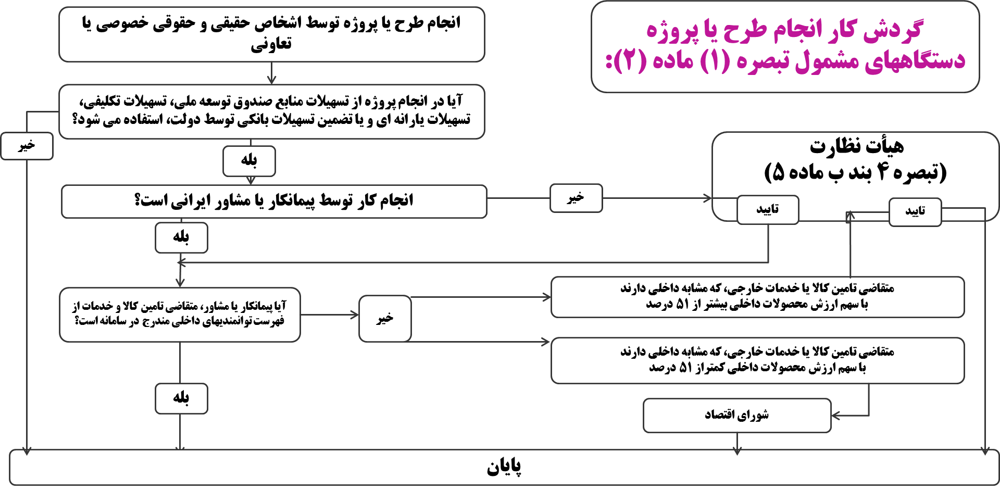 گردش کار انجام طرح یا پروژه
دستگاههای مشمول تبصره (۱) ماده (۲):
انجام طرح یا پروژه توسط اشخاص حقیقی و حقوقی خصوصی یا
تعاونی
آیا در انجام پروژه از تسهیلات منابع صندوق توسعه ملی، تسهیلات تکلیفی،
تسهیلات یارانه ای و یا تضمین تسهیلات بانکی توسط دولت، استفاده می شود؟
خیر
بله
هیأت نظارت
(تبصره ۴ بند ب ماده ۵)
انجام کار توسط پیمانکار یا مشاور ایرانی است؟
خیر
تایید
تایید
بله
متقاضی تامین کالا یا خدمات خارجی، که مشابه داخلی دارند
با سهم ارزش محصولات داخلی بیشتر از ۵۱ درصد
آیا پیمانکار یا مشاور، متقاضی تامین کالا و خدمات از
فهرست توانمندیهای داخلی مندرج در سامانه است؟
خیر
متقاضی تامین کالا یا خدمات خارجی، که مشابه داخلی دارند
با سهم ارزش محصولات داخلی کمتراز ۵۱ درصد
بله
شورای اقتصاد
پایان